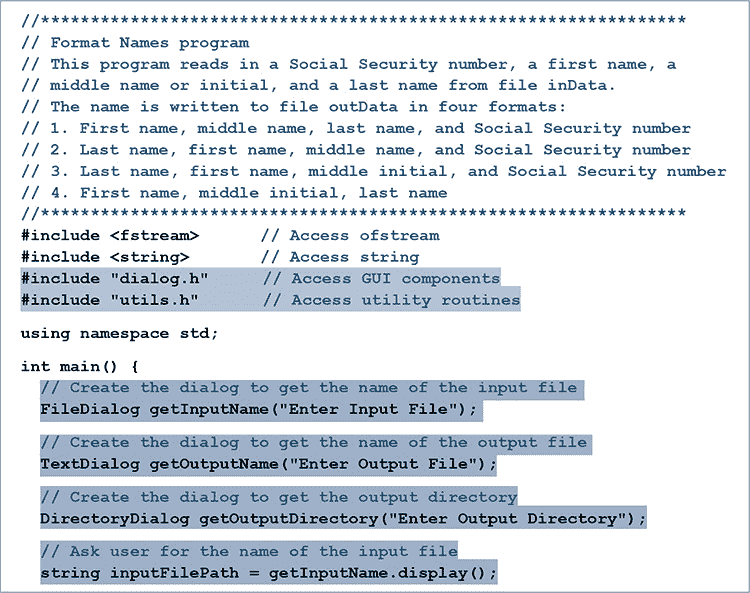 //*****************************************************************
// Format Names program
// This program reads in a Social Security number, a first name, a
// middle name or initial, and a last name from file inData.
// The name is written to file outData in four formats:
// 1. First name, middle name, last name, and Social Security number
// 2. Last name, first name, middle name, and Social Security number
// 3. Last name, first name, middle initial, and Social Security number
// 4. First name, middle initial, last name
//*****************************************************************
#include <fstream>      // Access ofstream
#include <string>       // Access string
#include "dialog.h"     // Access GUI components
#include "utils.h"      // Access utility routines
using namespace std;
int main() {
  // Create the dialog to get the name of the input file
  FileDialog getInputName("Enter Input File");
  // Create the dialog to get the name of the output file
  TextDialog getOutputName("Enter Output File");
  // Create the dialog to get the output directory
  DirectoryDialog getOutputDirectory("Enter Output Directory");
  // Ask user for the name of the input file
  string inputFilePath = getInputName.display();